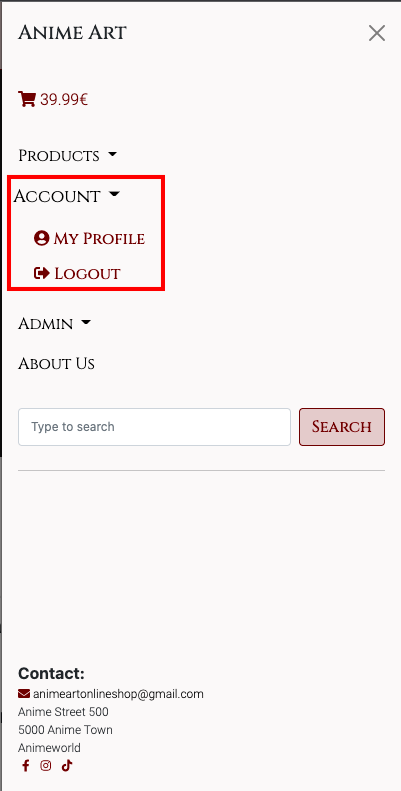 Anime Art
39.99€
Products
Account
My Profile
Logout
Admin
About Us
Type to search
Search
Contact:
animeartonlineshop@gmail.com
Anime Street 500
5000 Anime Town
Animeworld